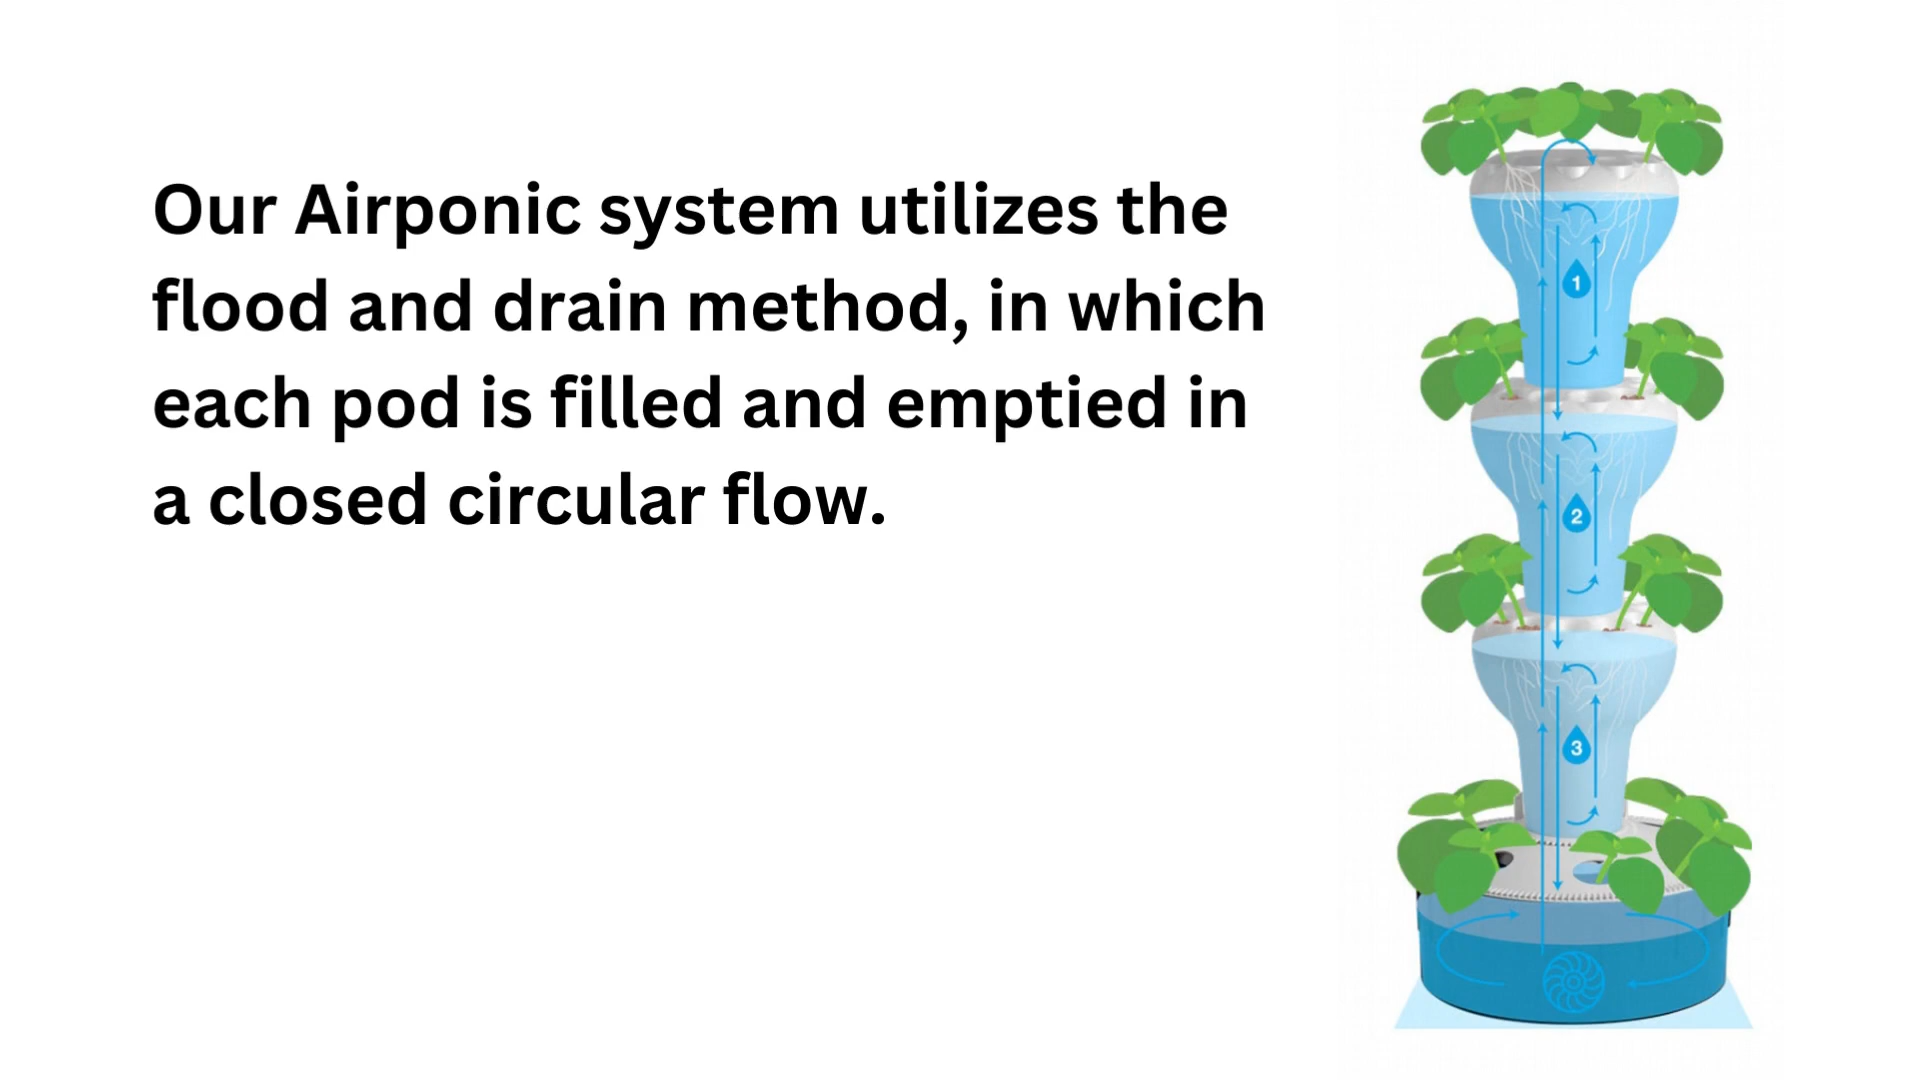 Our Airponic system utilizes the
flood and drain method, in which
each pod is filled and emptied in
a closed circular flow.
1
2
3